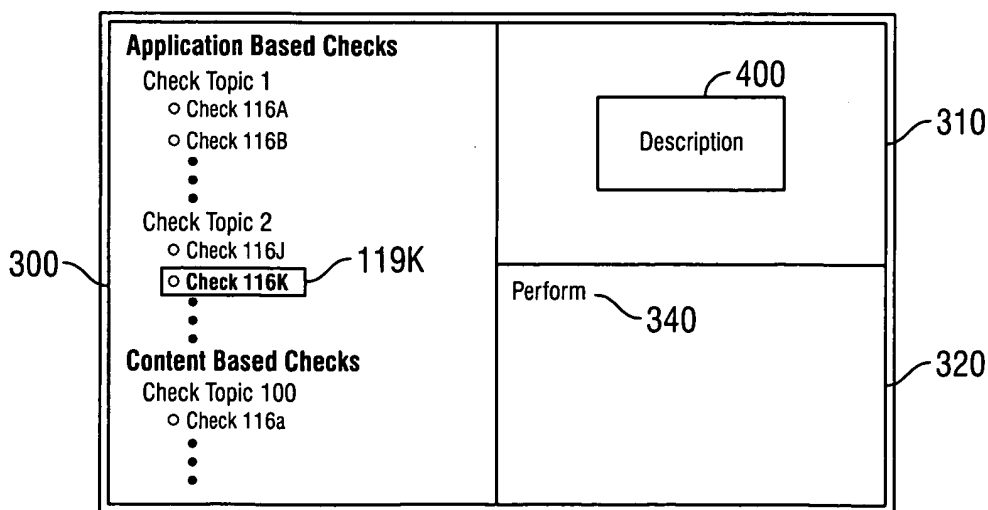 Application Based Checks
Check Topic 1
Check 116A
Check 116B
Check Topic 2
Check 116J
Check 116K
Content Based Checks
Check Topic 100
Check 116a
300
119K
400
Description
310
Perform
340
320